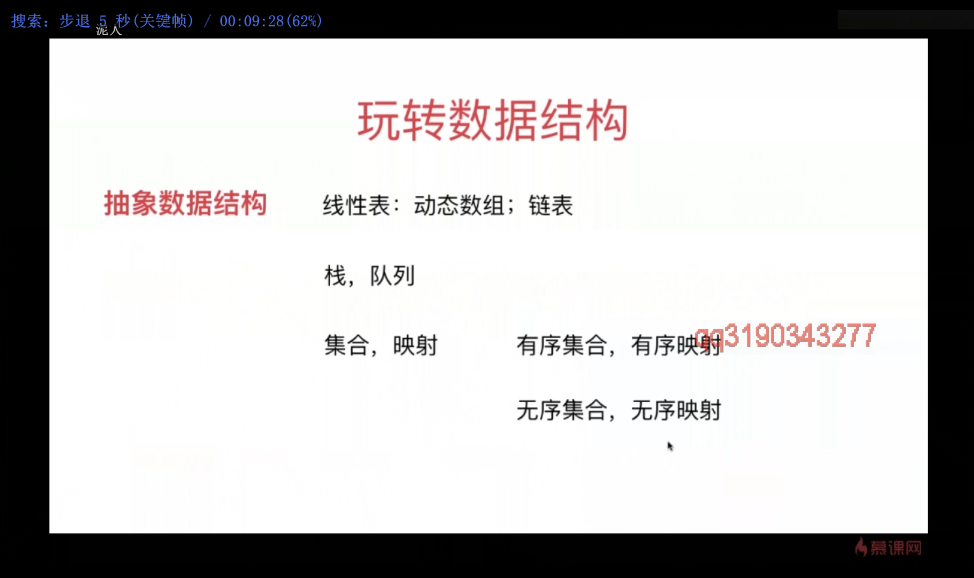 搜索: 步退 5 秒(关键帧) / 00:09:28(62%)
泥人
玩转数据结构
抽象数据结构
线性表：动态数组；链表
栈，队列
集合，映射
有序集合，有序映射
qq3190343277
无序集合，无序映射
慕课网